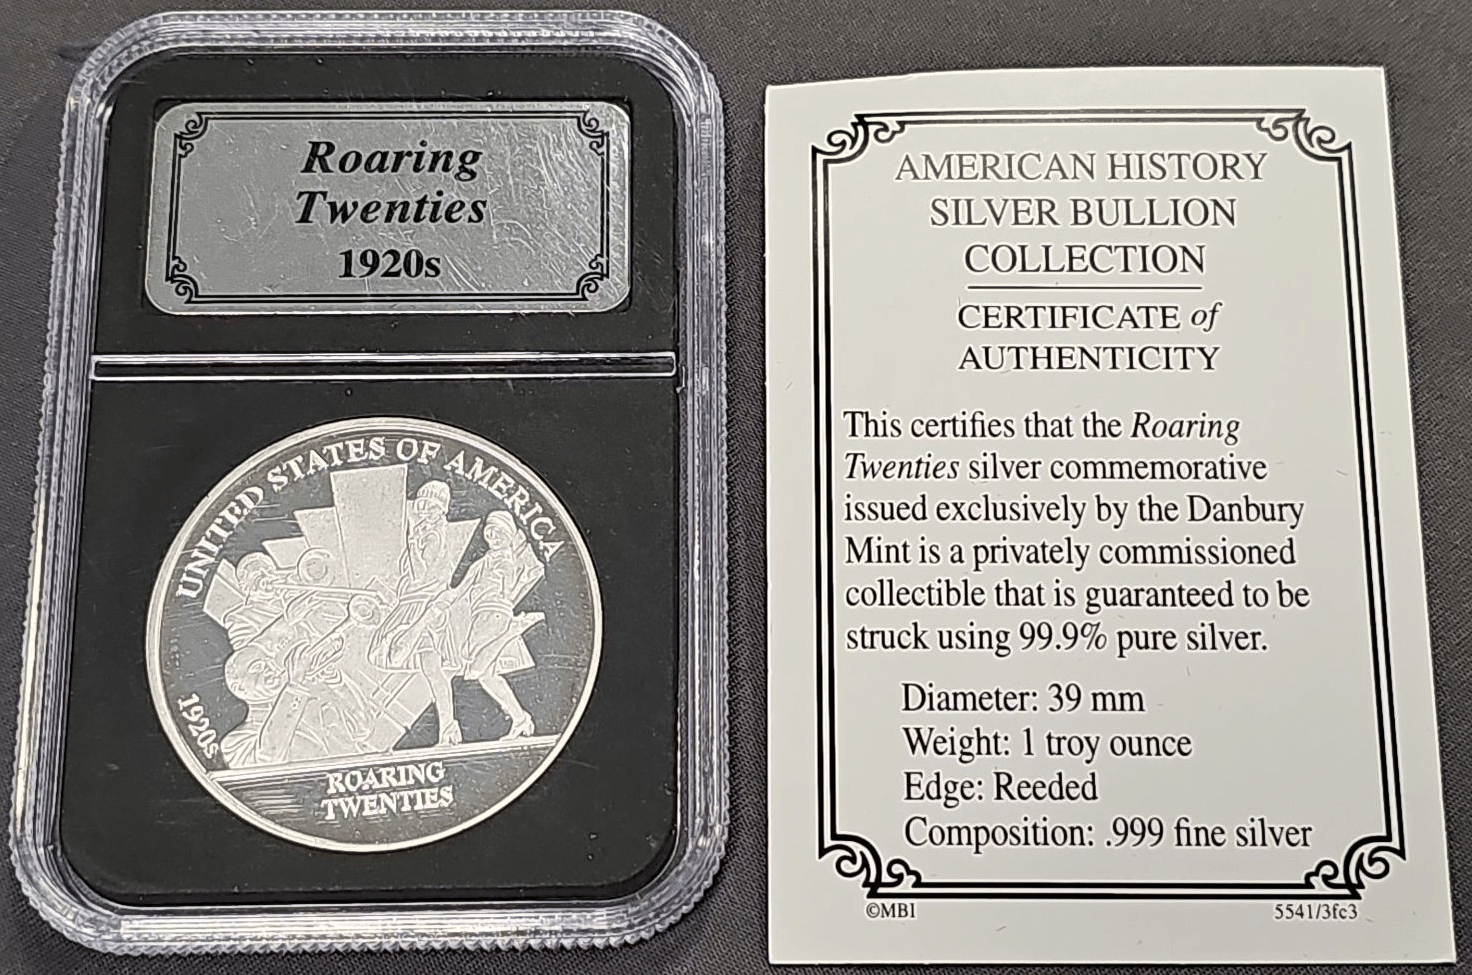 Roaring
Twenties
1920s
UNITED STATES OF AMERICA
1920s
ROARING
TWENTIES
AMERICAN HISTORY
SILVER BULLION
COLLECTION
CERTIFICATE of
AUTHENTICITY
This certifies that the Roaring
Twenties silver commemorative
issued exclusively by the Danbury
Mint is a privately commissioned
collectible that is guaranteed to be
struck using 99.9% pure silver.
Diameter: 39 mm
Weight: 1 troy ounce
Edge: Reeded
Composition: .999 fine silver
©MBI
5541/3fc3